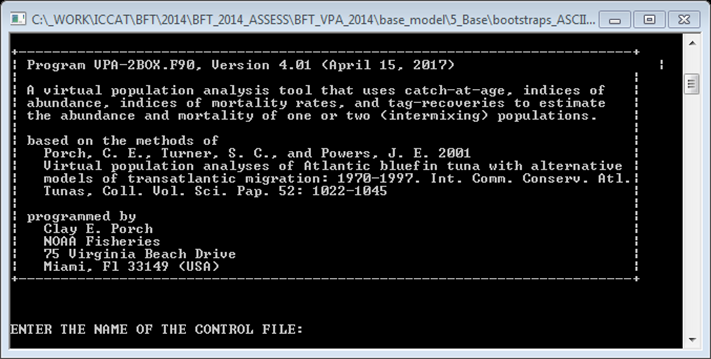 C:\_WORK\ICCAT\BFT\2014\BFT_2014_ASSESS\BFT_VPA_2014\base_model\5_Base\bootstraps_ASCII...
Program VPA-2BOX.F90, Version 4.01 (April 15, 2017)
A virtual population analysis tool that uses catch-at-age, indices of
abundance, indices of mortality rates, and tag-recoveries to estimate
the abundance and mortality of one or two (intermixing) populations.
based on the methods of
Porch, C. E., Turner, S. C., and Powers, J. E. 2001
Virtual population analyses of Atlantic bluefin tuna with alternative
models of transatlantic migration: 1970-1997. Int. Comm. Conserv. Atl.
Tunas, Coll. Vol. Sci. Pap. 52: 1022-1045
programmed by
Clay E. Porch
NOAA Fisheries
75 Virginia Beach Drive
Miami, Fl 33149 (USA)
ENTER THE NAME OF THE CONTROL FILE: